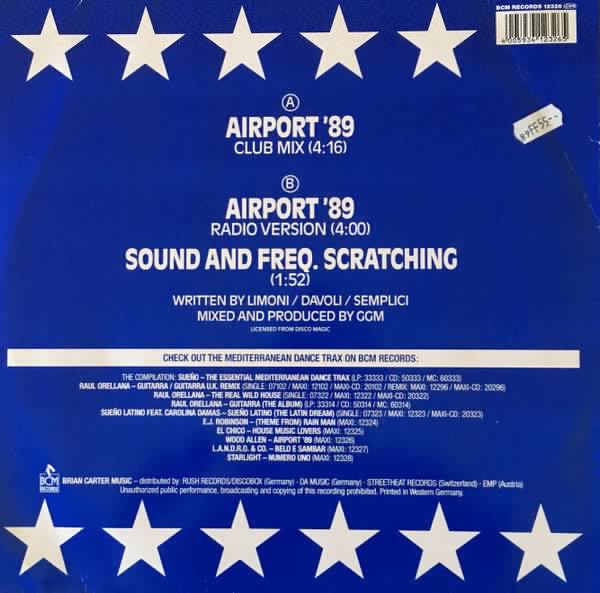 BCM RECORDS 12326
4 005934 123265
Ⓐ
AIRPORT '89
CLUB MIX (4:16)
Ⓑ
AIRPORT '89
RADIO VERSION (4:00)
SOUND AND FREQ. SCRATCHING
(1:52)
WRITTEN BY LIMONI / DAVOLI / SEMPLICI
MIXED AND PRODUCED BY GGM
LICENSED FROM DISCO MAGIC
CHECK OUT THE MEDITERRANEAN DANCE TRAX ON BCM RECORDS:
THE COMPILATION: SUEÑO – THE ESSENTIAL MEDITERRANEAN DANCE TRAX (LP: 33333 / CD: 50333 / MC: 60333)
RAUL ORELLANA – GUITARRA / GUITARRA U.K. REMIX (SINGLE: 07102 / MAXI: 12102 / MAXI-CD: 20102 / REMIX: MAXI: 12296 / MAXI-CD: 20296)
RAUL ORELLANA – THE REAL WILD HOUSE (SINGLE: 07322 / MAXI: 12322 / MAXI-CD: 20322)
RAUL ORELLANA – GUITARRA (THE ALBUM) (LP: 33314 / CD: 50314 / MC: 60314)
SUEÑO LATINO FEAT. CAROLINA DAMAS – SUEÑO LATINO (THE LATIN DREAM) (SINGLE: 07323 / MAXI: 12323 / MAXI-CD: 20323)
E.J. ROBINSON – (THEME FROM) RAIN MAN (MAXI: 12324)
EL CHICO – HOUSE MUSIC LOVERS (MAXI: 12325)
WOOD ALLEN – AIRPORT '89 (MAXI: 12326)
L.A.N.D.R.O. & CO. – BELO E SAMBAR (MAXI: 12327)
STARLIGHT – NUMERO UNO (MAXI: 12328)
BCM RECORDS
BRIAN CARTER MUSIC – distributed by: RUSH RECORDS/DISCOBOX (Germany) · DA MUSIC (Germany) · STREETHEAT RECORDS (Switzerland) · EMP (Austria)
Unauthorized public performance, broadcasting and copying of this recording prohibited. Printed in Western Germany.